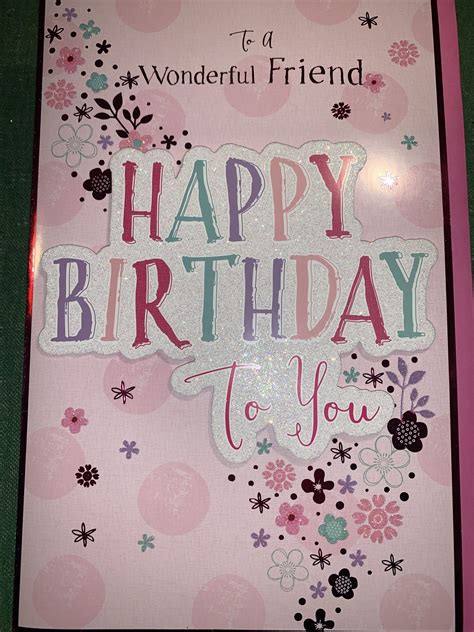 To a
Wonderful Friend
HAPPY
BIRTHDAY
To You